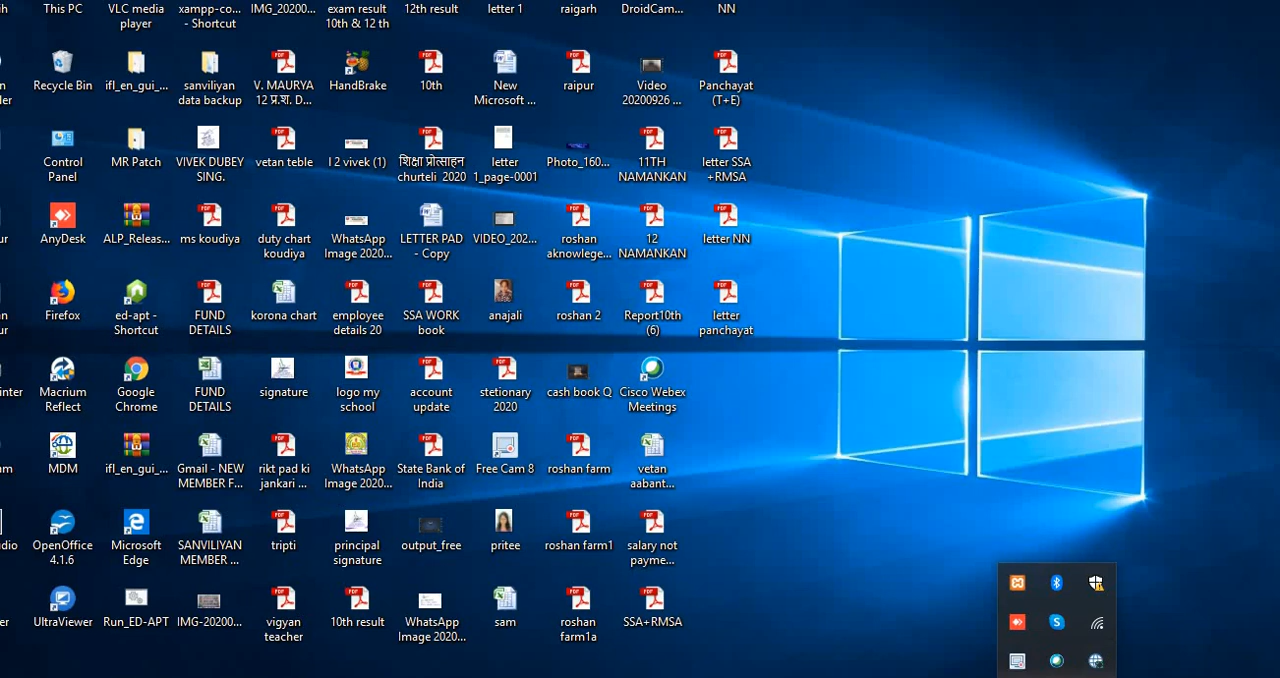 This PC
VLC media
player
xampp-co...
- Shortcut
IMG_20200...
exam result
10th & 12 th
12th result
letter 1
raigarh
DroidCam...
NN
Recycle Bin
ifl_en_gui_...
sanviliyan
data backup
V. MAURYA
12 प्र.श. D...
HandBrake
10th
New
Microsoft ...
raipur
Video
20200926 ...
Panchayat
(T+E)
Control
Panel
MR Patch
VIVEK DUBEY
SING.
vetan teble
I 2 vivek (1)
शिक्षा प्रोत्साहन
churteli 2020
letter
1_page-0001
Photo_160...
11TH
NAMANKAN
letter SSA
+RMSA
AnyDesk
ALP_Releas...
ms koudiya
duty chart
koudiya
WhatsApp
Image 2020...
LETTER PAD
- Copy
VIDEO_202...
roshan
aknowlege...
12
NAMANKAN
letter NN
Firefox
ed-apt -
Shortcut
FUND
DETAILS
korona chart
employee
details 20
SSA WORK
book
anajali
roshan 2
Report10th
(6)
letter
panchayat
Macrium
Reflect
Google
Chrome
FUND
DETAILS
signature
logo my
school
account
update
stetionary
2020
cash book Q
Cisco Webex
Meetings
MDM
ifl_en_gui_...
Gmail - NEW
MEMBER F...
rikt pad ki
jankari ...
WhatsApp
Image 2020...
State Bank of
India
Free Cam 8
roshan farm
vetan
aabant...
OpenOffice
4.1.6
Microsoft
Edge
SANVILIYAN
MEMBER ...
tripti
principal
signature
output_free
pritee
roshan farm1
salary not
payme...
UltraViewer
Run_ED-APT
IMG-20200...
vigyan
teacher
10th result
WhatsApp
Image 2020...
sam
roshan
farm1a
SSA+RMSA